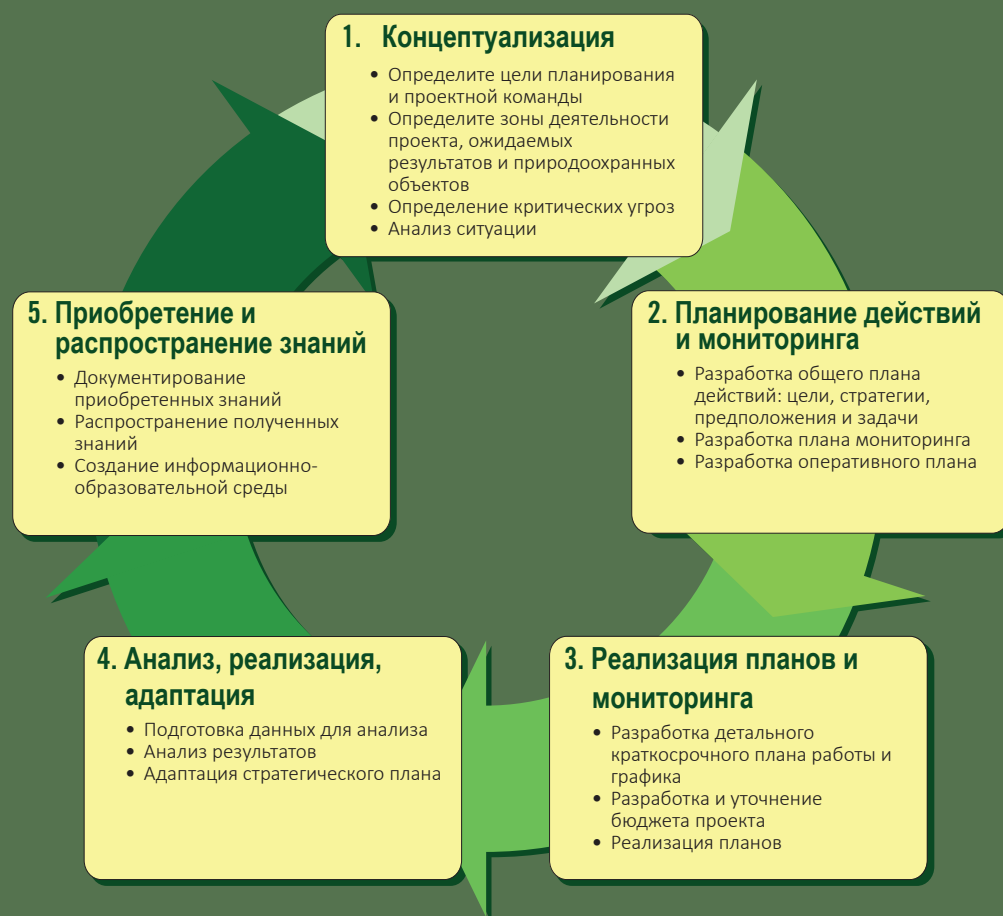 1. Концептуализация
• Определите цели планирования
и проектной команды
• Определите зоны деятельности
проекта, ожидаемых
результатов и природоохранных
объектов
• Определение критических угроз
• Анализ ситуации
2. Планирование действий
и мониторинга
• Разработка общего плана
действий: цели, стратегии,
предположения и задачи
• Разработка плана мониторинга
• Разработка оперативного плана
3. Реализация планов и
мониторинга
• Разработка детального
краткосрочного плана работы и
графика
• Разработка и уточнение
бюджета проекта
• Реализация планов
4. Анализ, реализация,
адаптация
• Подготовка данных для анализа
• Анализ результатов
• Адаптация стратегического плана
5. Приобретение и
распространение знаний
• Документирование
приобретенных знаний
• Распространение полученных
знаний
• Создание информационно-
образовательной среды